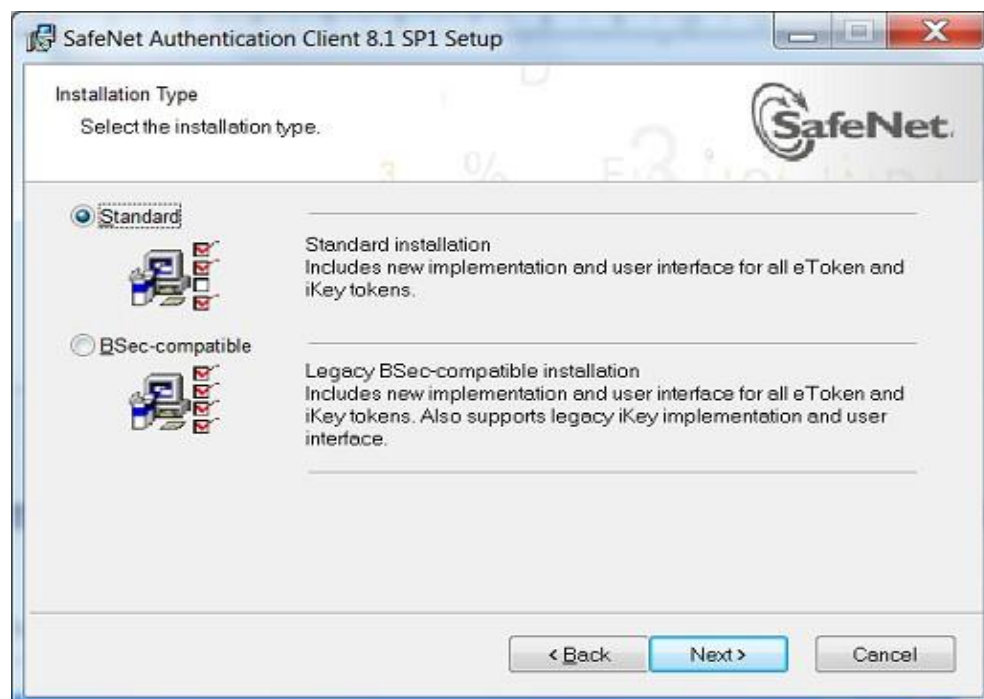 SafeNet Authentication Client 8.1 SP1 Setup
Installation Type
Select the installation type.
SafeNet.
Standard
Standard installation
Includes new implementation and user interface for all eToken and
iKey tokens.
BSec-compatible
Legacy BSec-compatible installation
Includes new implementation and user interface for all eToken and
iKey tokens. Also supports legacy iKey implementation and user
interface.
< Back
Next >
Cancel